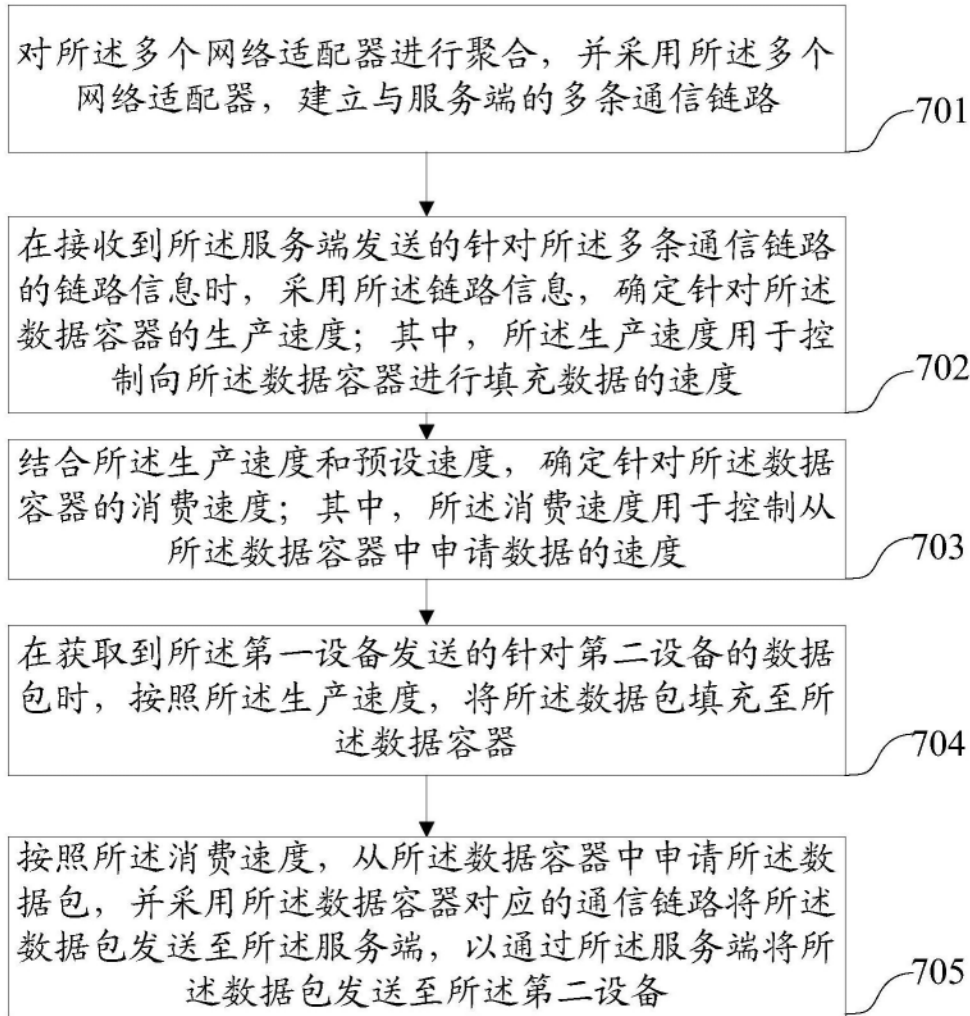 对所述多个网络适配器进行聚合，并采用所述多个
网络适配器，建立与服务端的多条通信链路
701
在接收到所述服务端发送的针对所述多条通信链路
的链路信息时，采用所述链路信息，确定针对所述
数据容器的生产速度；其中，所述生产速度用于控
制向所述数据容器进行填充数据的速度
702
结合所述生产速度和预设速度，确定针对所述数据
容器的消费速度；其中，所述消费速度用于控制从
所述数据容器中申请数据的速度
703
在获取到所述第一设备发送的针对第二设备的数据
包时，按照所述生产速度，将所述数据包填充至所
述数据容器
704
按照所述消费速度，从所述数据容器中申请所述数
据包，并采用所述数据容器对应的通信链路将所述
数据包发送至所述服务端，以通过所述服务端将所
述数据包发送至所述第二设备
705